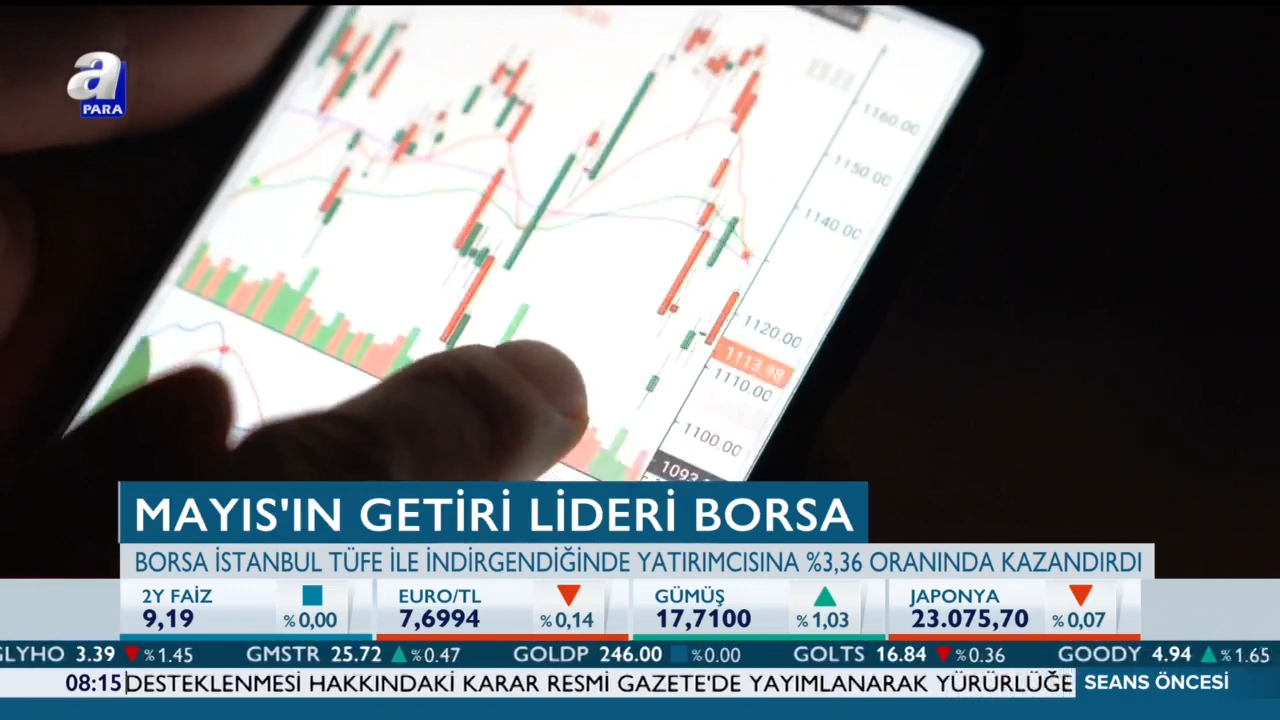 a
PARA
1160.00
1150.00
1140.00
1120.00
1113.98
1110.00
1100.00
1093
MAYIS'IN GETİRİ LİDERİ BORSA
BORSA İSTANBUL TÜFE İLE İNDİRGENDİĞİNDE YATIRIMCISINA %3,36 ORANINDA KAZANDIRDI
2Y FAİZ EURO/TL GÜMÜŞ JAPONYA
9,19 %0,00 7,6994 %0,14 17,7100 %1,03 23.075,70 %0,07
GLYHO 3.39 %1.45 GMSTR 25.72 %0.47 GOLDP 246.00 %0.00 GOLTS 16.84 %0.36 GOODY 4.94 %1.65
08:15 DESTEKLENMESİ HAKKINDAKİ KARAR RESMİ GAZETE'DE YAYIMLANARAK YÜRÜRLÜĞE SEANS ÖNCESİ